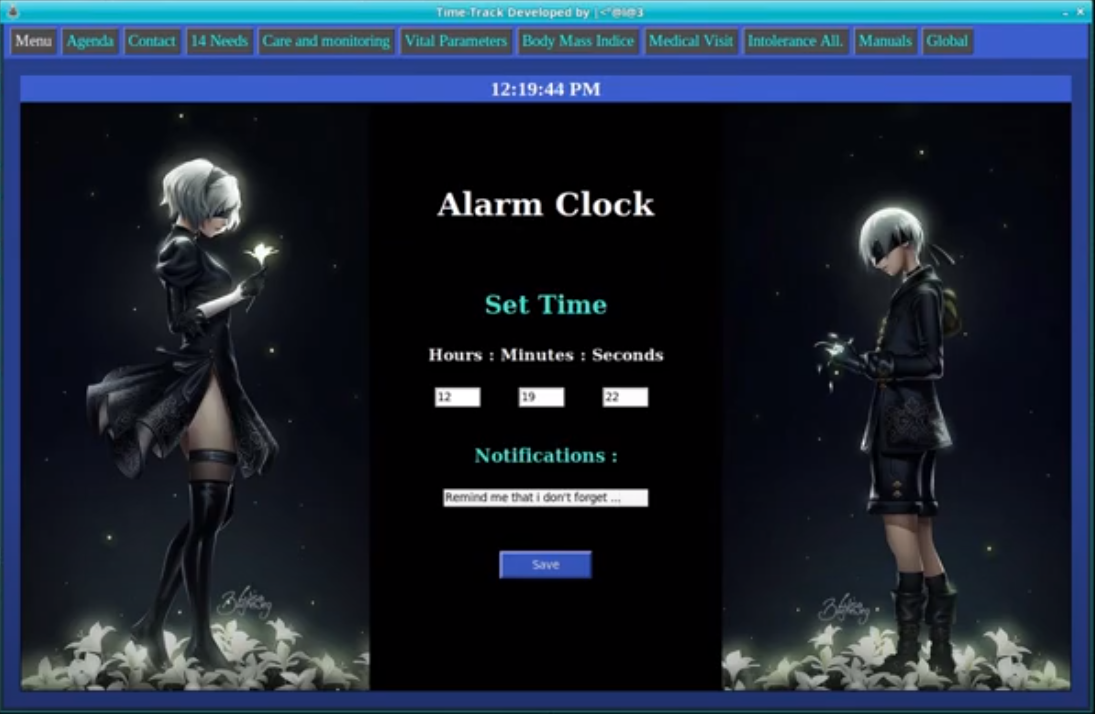 Time-Track Developed by |<"@l@3
Menu Agenda Contact 14 Needs Care and monitoring Vital Parameters Body Mass Indice Medical Visit Intolerance All. Manuals Global
12:19:44 PM
Alarm Clock
Set Time
Hours : Minutes : Seconds
12 19 22
Notifications :
Remind me that i don't forget ...
Save